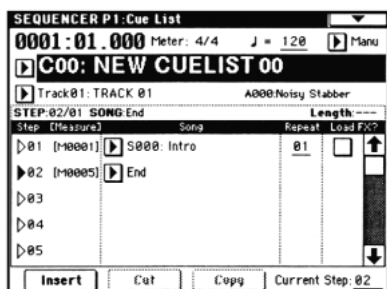 SEQUENCER P1:Cue List
0001:01.000 Meter: 4/4 ♩ = 120 Manu
C00: NEW CUELIST 00
Track01: TRACK 01 A000:Noisy Stabber
STEP:02/01 SONG:End Length:---
Step [Measure] Song Repeat Load FX?
01 [M0001] S000: Intro 01
02 [M0005] End
03
04
05
Insert Cut Copy Current Step: 02